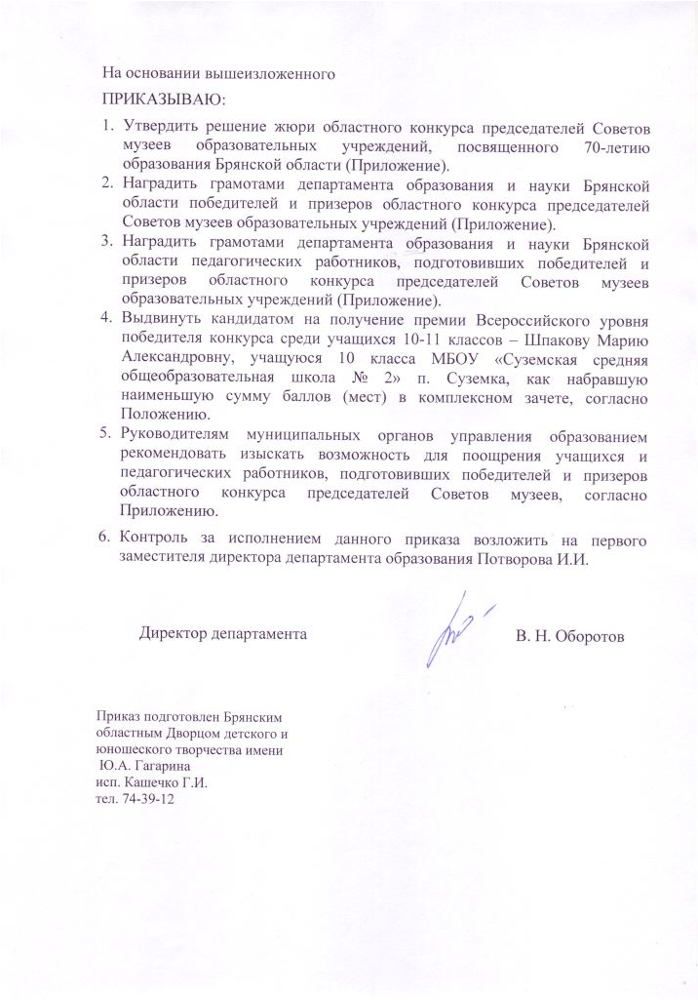 На основании вышеизложенного
ПРИКАЗЫВАЮ:
1. Утвердить решение жюри областного конкурса председателей Советов
музеев образовательных учреждений, посвященного 70-летию
образования Брянской области (Приложение).
2. Наградить грамотами департамента образования и науки Брянской
области победителей и призеров областного конкурса председателей
Советов музеев образовательных учреждений (Приложение).
3. Наградить грамотами департамента образования и науки Брянской
области педагогических работников, подготовивших победителей и
призеров областного конкурса председателей Советов музеев
образовательных учреждений (Приложение).
4. Выдвинуть кандидатом на получение премии Всероссийского уровня
победителя конкурса среди учащихся 10-11 классов – Шпакову Марию
Александровну, учащуюся 10 класса МБОУ «Суземская средняя
общеобразовательная школа № 2» п. Суземка, как набравшую
наименьшую сумму баллов (мест) в комплексном зачете, согласно
Положению.
5. Руководителям муниципальных органов управления образованием
рекомендовать изыскать возможность для поощрения учащихся и
педагогических работников, подготовивших победителей и призеров
областного конкурса председателей Советов музеев, согласно
Приложению.
6. Контроль за исполнением данного приказа возложить на первого
заместителя директора департамента образования Потворова И.И.
Директор департамента В. Н. Оборотов
Приказ подготовлен Брянским
областным Дворцом детского и
юношеского творчества имени
Ю.А. Гагарина
исп. Кашечко Г.И.
тел. 74-39-12